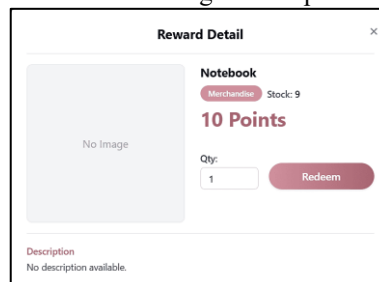 Reward Detail ×
Notebook
Merchandise Stock: 9
10 Points
No Image
Qty:
1 Redeem
Description
No description available.